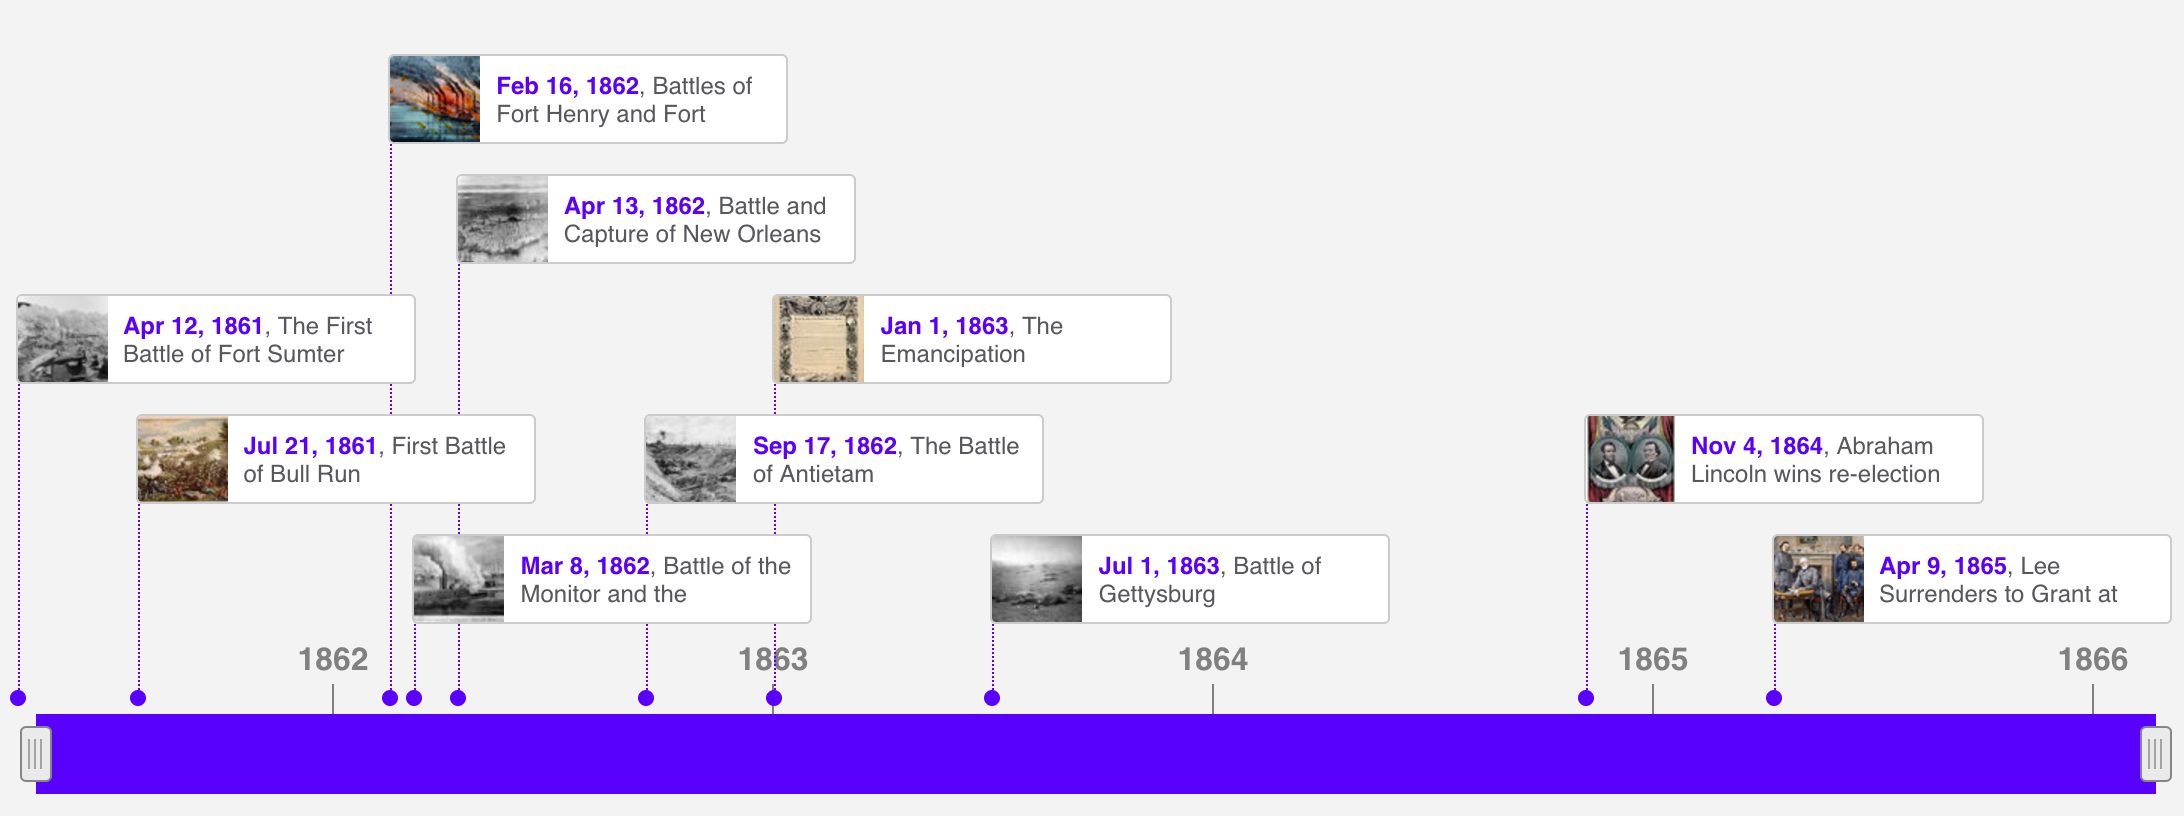 Feb 16, 1862, Battles of
Fort Henry and Fort
Apr 13, 1862, Battle and
Capture of New Orleans
Apr 12, 1861, The First
Battle of Fort Sumter
Jan 1, 1863, The
Emancipation
Jul 21, 1861, First Battle
of Bull Run
Sep 17, 1862, The Battle
of Antietam
Nov 4, 1864, Abraham
Lincoln wins re-election
Mar 8, 1862, Battle of the
Monitor and the
Jul 1, 1863, Battle of
Gettysburg
Apr 9, 1865, Lee
Surrenders to Grant at
1862
1863
1864
1865
1866